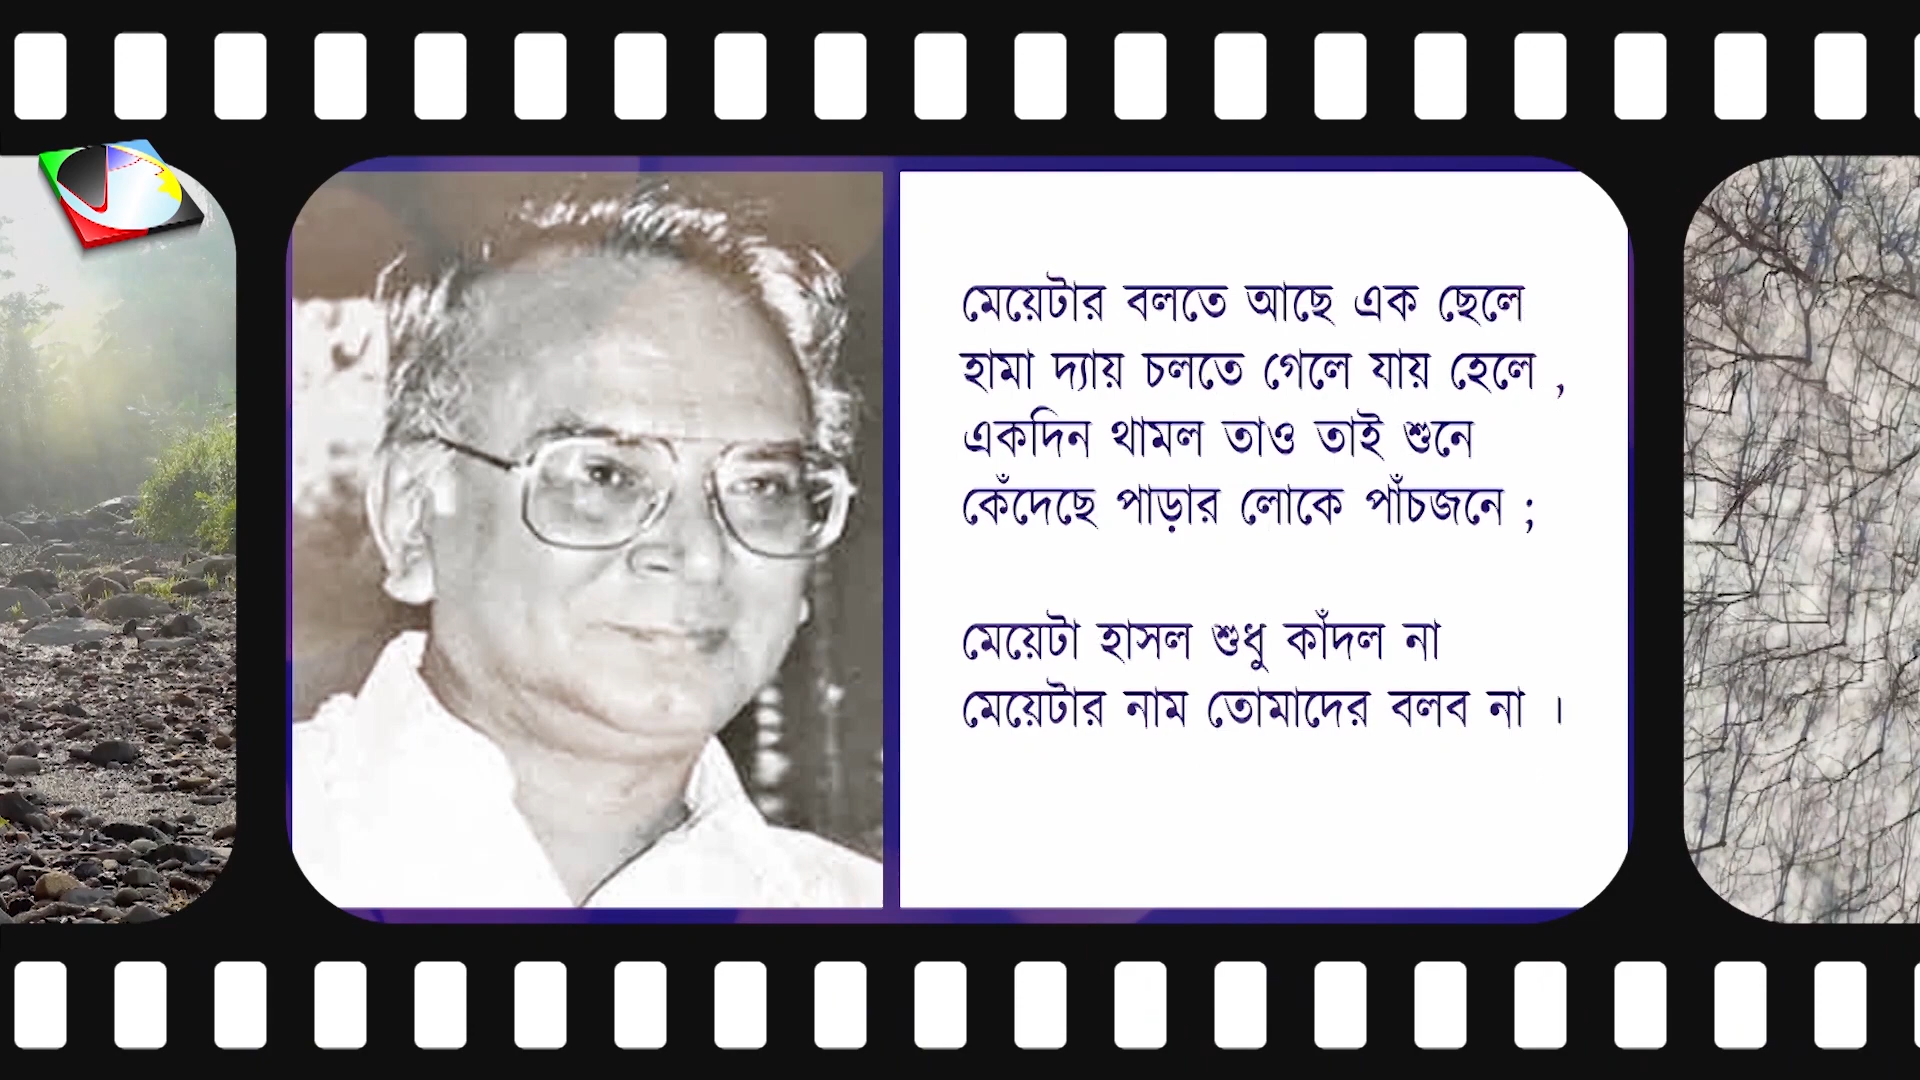 মেয়েটার বলতে আছে এক ছেলে
হামা দ্যায় চলতে গেলে যায় হেলে ,
একদিন থামল তাও তাই শুনে
কেঁদেছে পাড়ার লোকে পাঁচজনে ;
মেয়েটা হাসল শুধু কাঁদল না
মেয়েটার নাম তোমাদের বলব না ।